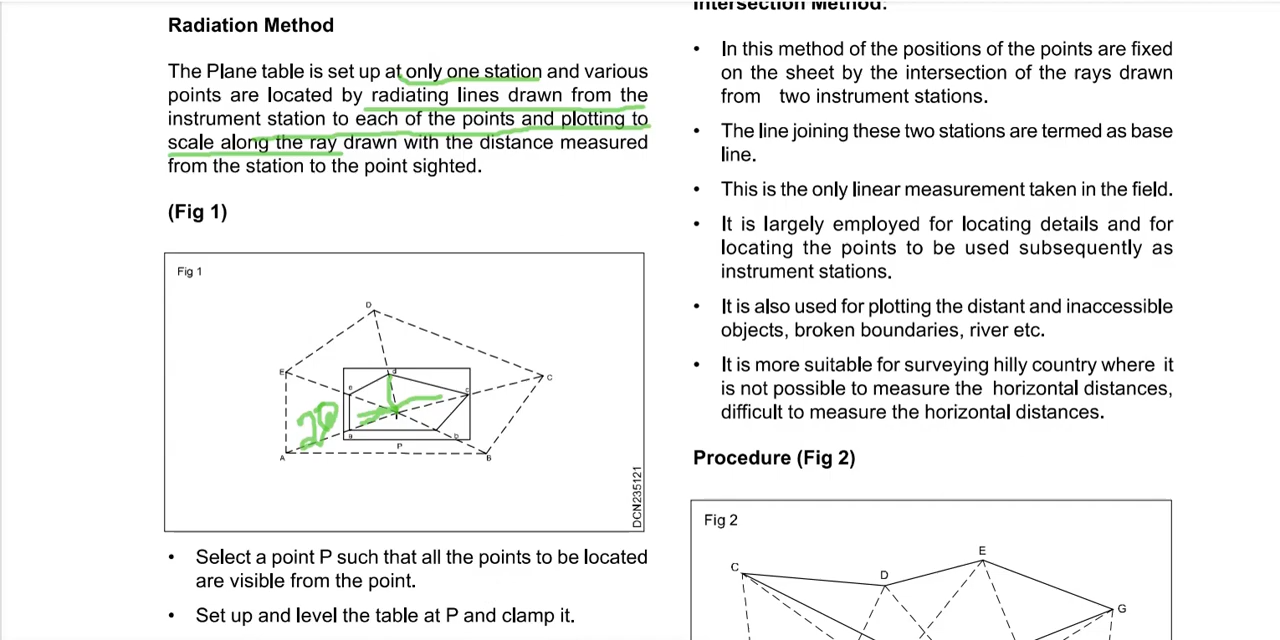 Radiation Method
The Plane table is set up at only one station and various
points are located by radiating lines drawn from the
instrument station to each of the points and plotting to
scale along the ray drawn with the distance measured
from the station to the point sighted.
(Fig 1)
Fig 1
D
E
d
e
c
C
a
b
A
P
B
DCN235121
• Select a point P such that all the points to be located
are visible from the point.
• Set up and level the table at P and clamp it.
Intersection Method:
• In this method of the positions of the points are fixed
on the sheet by the intersection of the rays drawn
from two instrument stations.
• The line joining these two stations are termed as base
line.
• This is the only linear measurement taken in the field.
• It is largely employed for locating details and for
locating the points to be used subsequently as
instrument stations.
• It is also used for plotting the distant and inaccessible
objects, broken boundaries, river etc.
• It is more suitable for surveying hilly country where it
is not possible to measure the horizontal distances,
difficult to measure the horizontal distances.
Procedure (Fig 2)
Fig 2
C
D
E
G